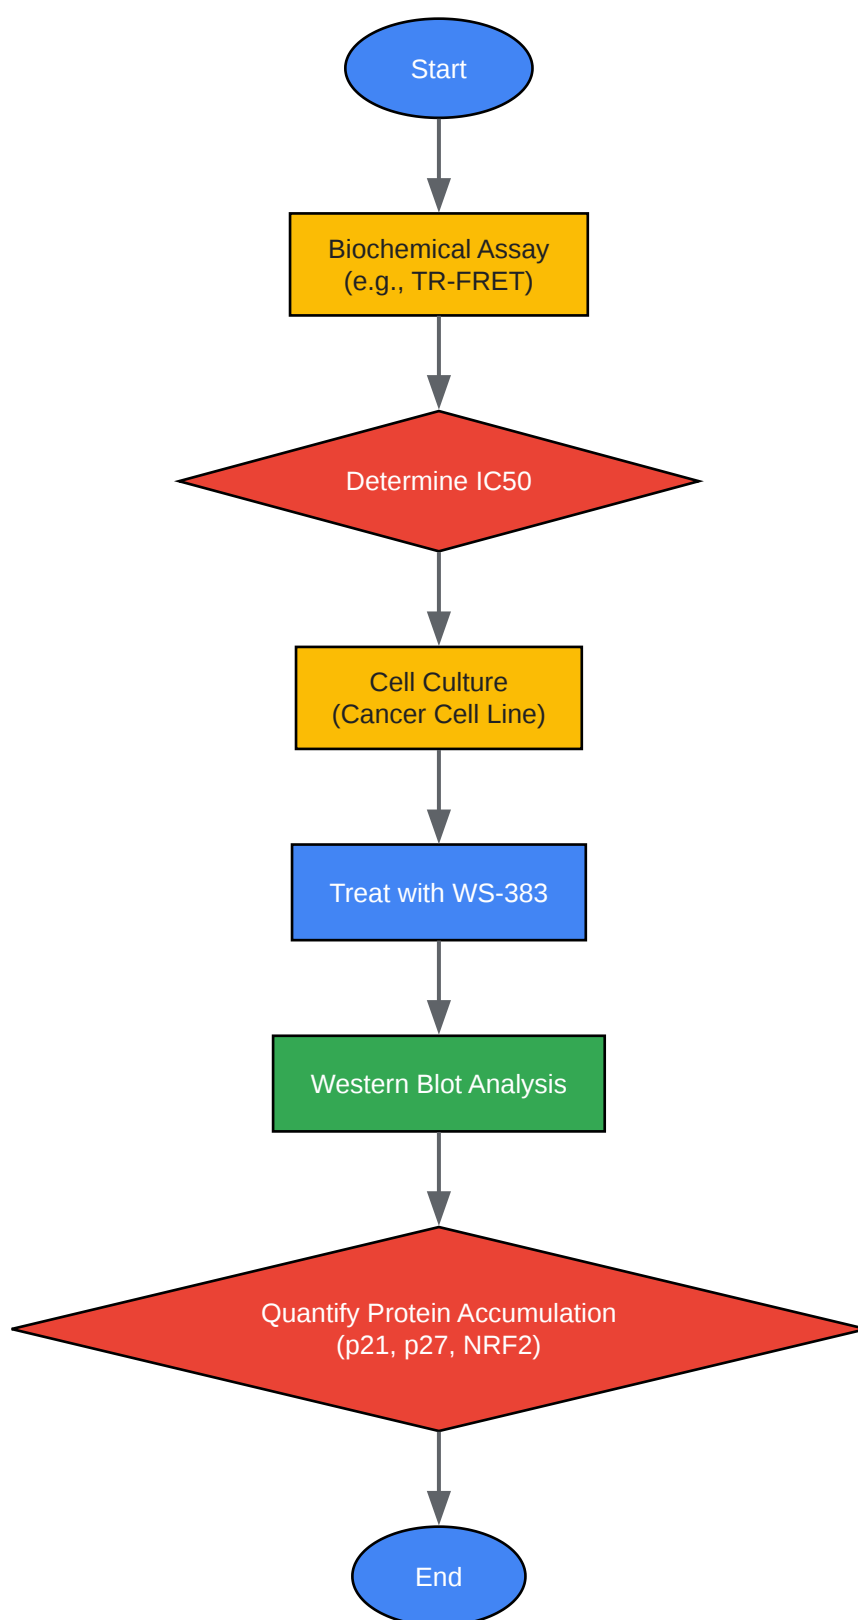 Start
Biochemical Assay
(e.g., TR-FRET)
Determine IC50
Cell Culture
(Cancer Cell Line)
Treat with WS-383
Western Blot Analysis
Quantify Protein Accumulation
(p21, p27, NRF2)
End